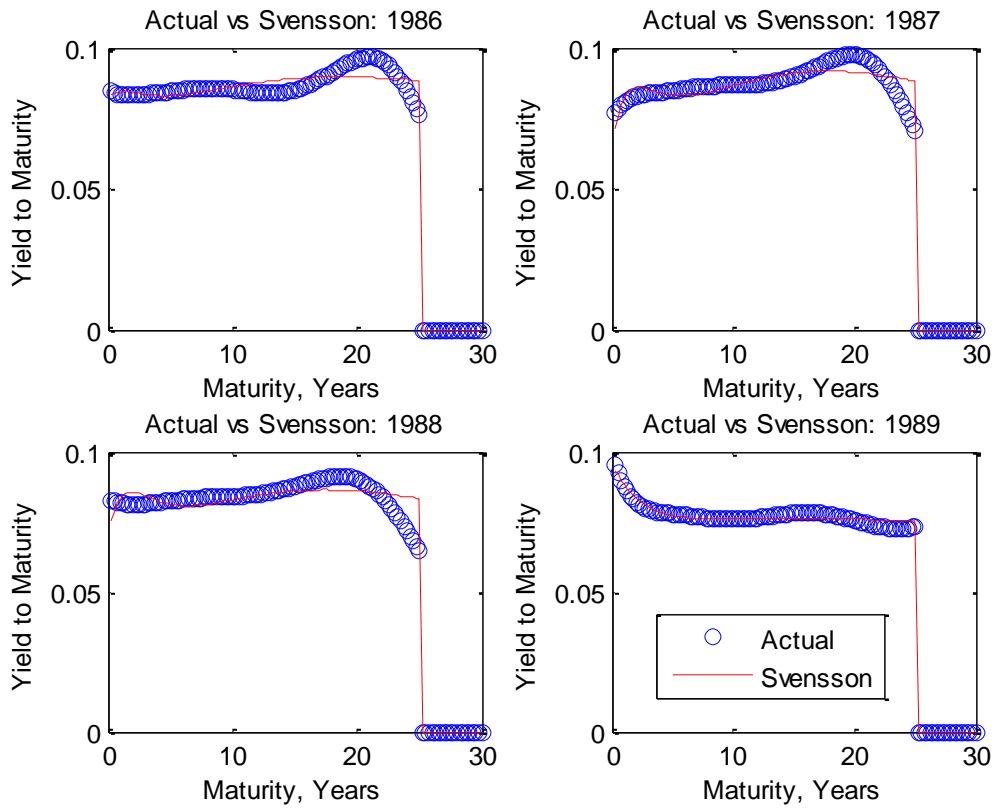 Actual vs Svensson: 1986
0.1
0.05
0
Yield to Maturity
0 10 20 30
Maturity, Years
Actual vs Svensson: 1987
0.1
0.05
0
Yield to Maturity
0 10 20 30
Maturity, Years
Actual vs Svensson: 1988
0.1
0.05
0
Yield to Maturity
0 10 20 30
Maturity, Years
Actual vs Svensson: 1989
0.1
0.05
0
Yield to Maturity
Actual
Svensson
0 10 20 30
Maturity, Years